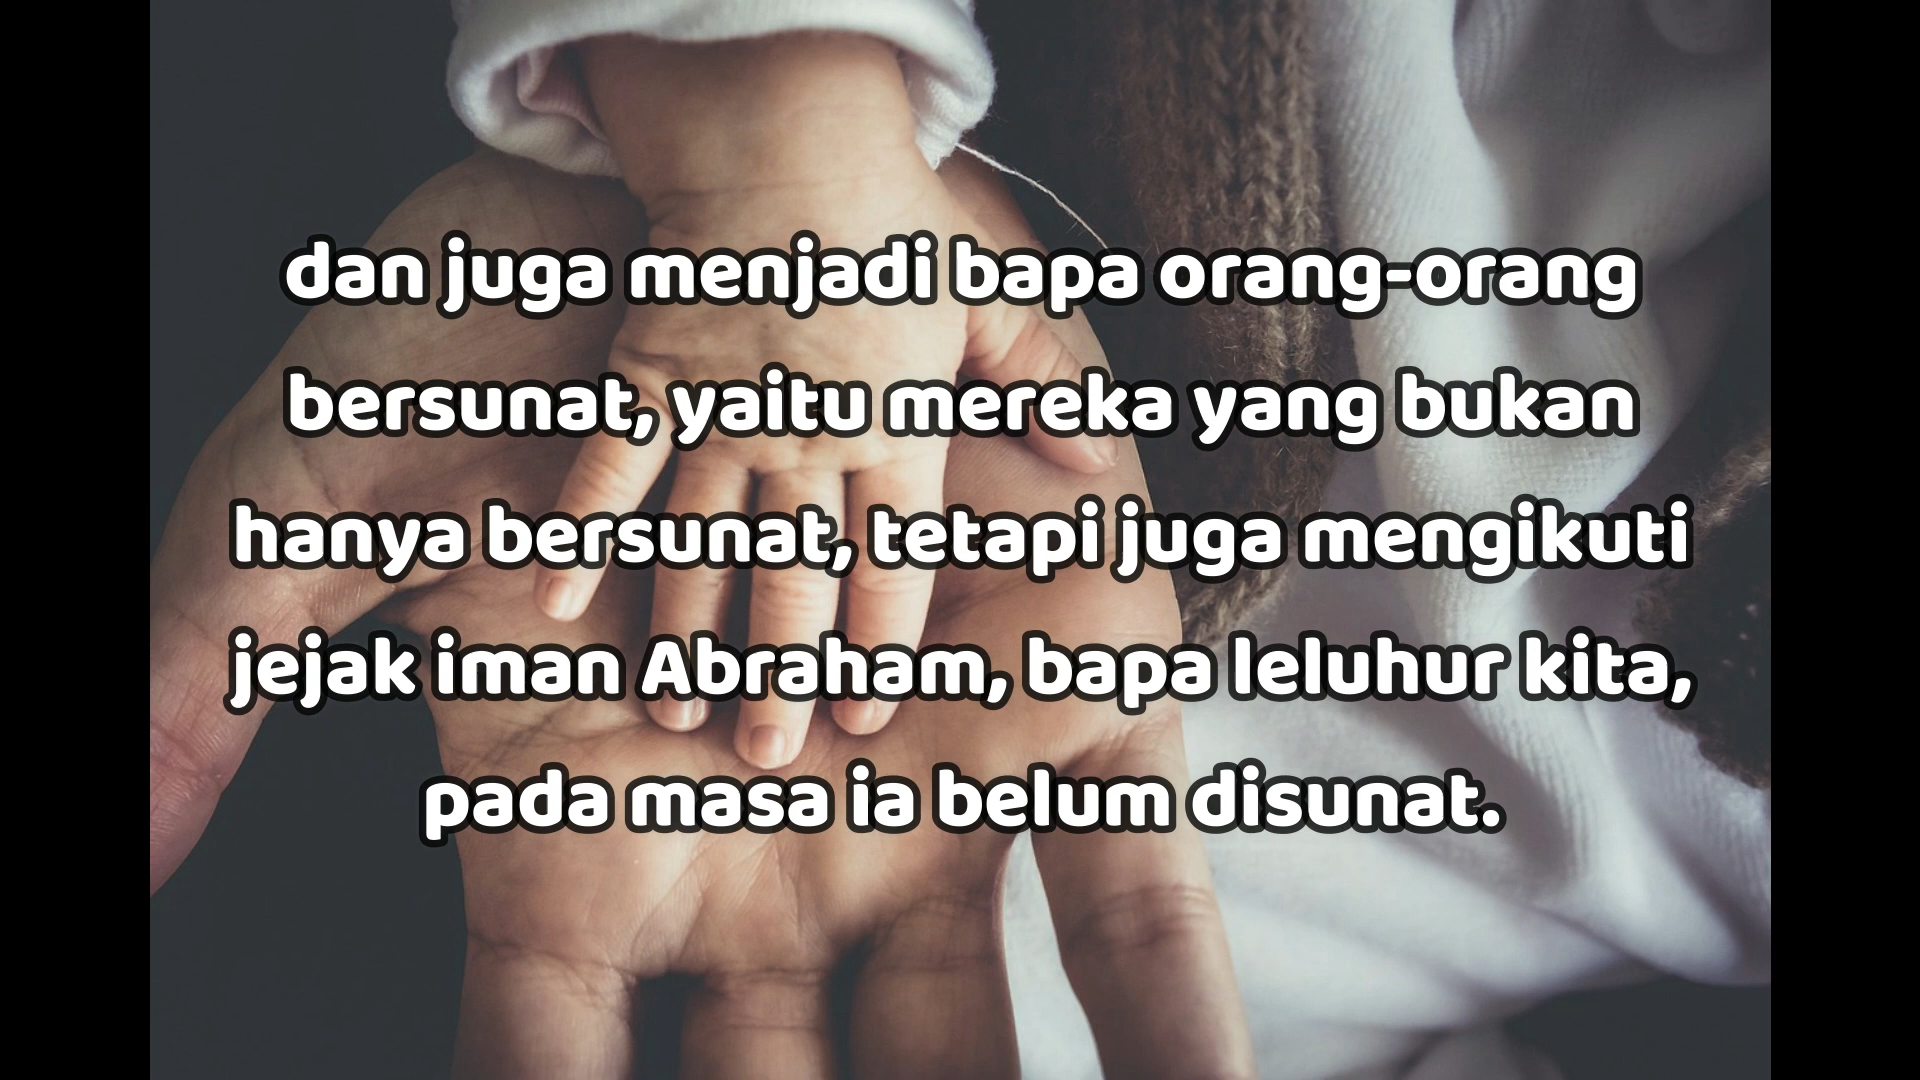 dan juga menjadi bapa orang-orang
bersunat, yaitu mereka yang bukan
hanya bersunat, tetapi juga mengikuti
jejak iman Abraham, bapa leluhur kita,
pada masa ia belum disunat.